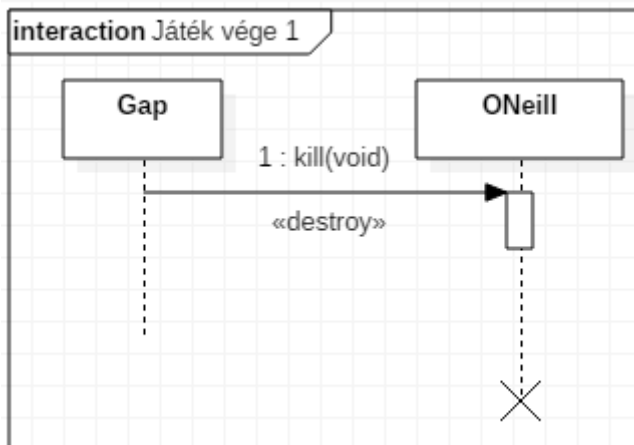 interaction Játék vége 1
Gap
ONeill
1 : kill(void)
«destroy»